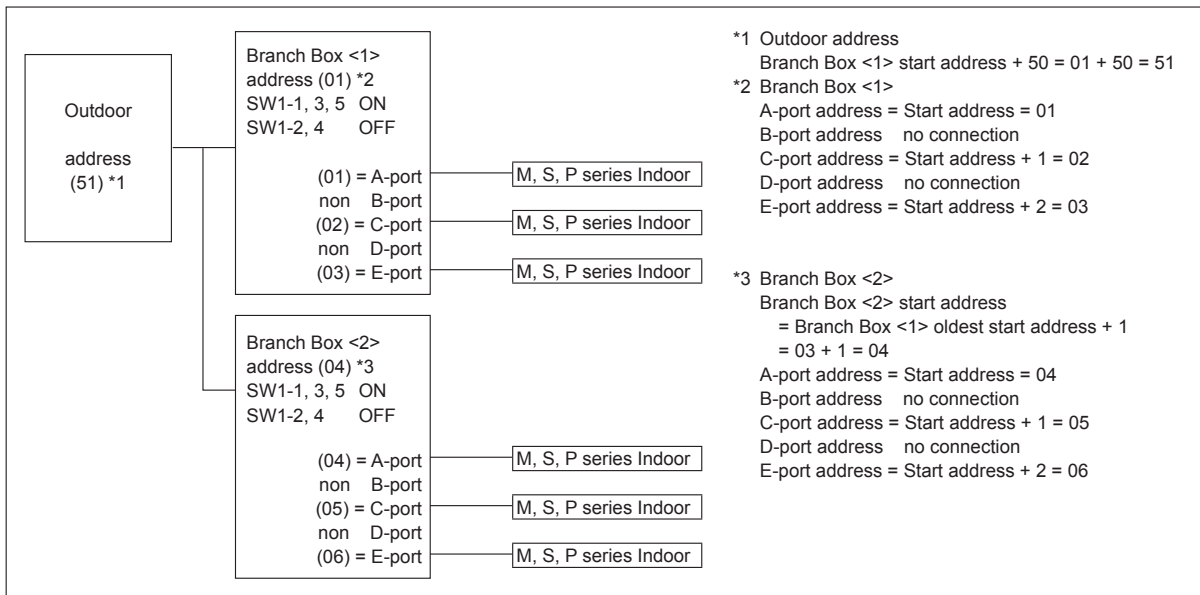 Outdoor
address
(51) *1
Branch Box <1>
address (01) *2
SW1-1, 3, 5 ON
SW1-2, 4 OFF
(01) = A-port
non B-port
(02) = C-port
non D-port
(03) = E-port
M, S, P series Indoor
M, S, P series Indoor
M, S, P series Indoor
Branch Box <2>
address (04) *3
SW1-1, 3, 5 ON
SW1-2, 4 OFF
(04) = A-port
non B-port
(05) = C-port
non D-port
(06) = E-port
M, S, P series Indoor
M, S, P series Indoor
M, S, P series Indoor
*1 Outdoor address
Branch Box <1> start address + 50 = 01 + 50 = 51
*2 Branch Box <1>
A-port address = Start address = 01
B-port address no connection
C-port address = Start address + 1 = 02
D-port address no connection
E-port address = Start address + 2 = 03
*3 Branch Box <2>
Branch Box <2> start address
= Branch Box <1> oldest start address + 1
= 03 + 1 = 04
A-port address = Start address = 04
B-port address no connection
C-port address = Start address + 1 = 05
D-port address no connection
E-port address = Start address + 2 = 06